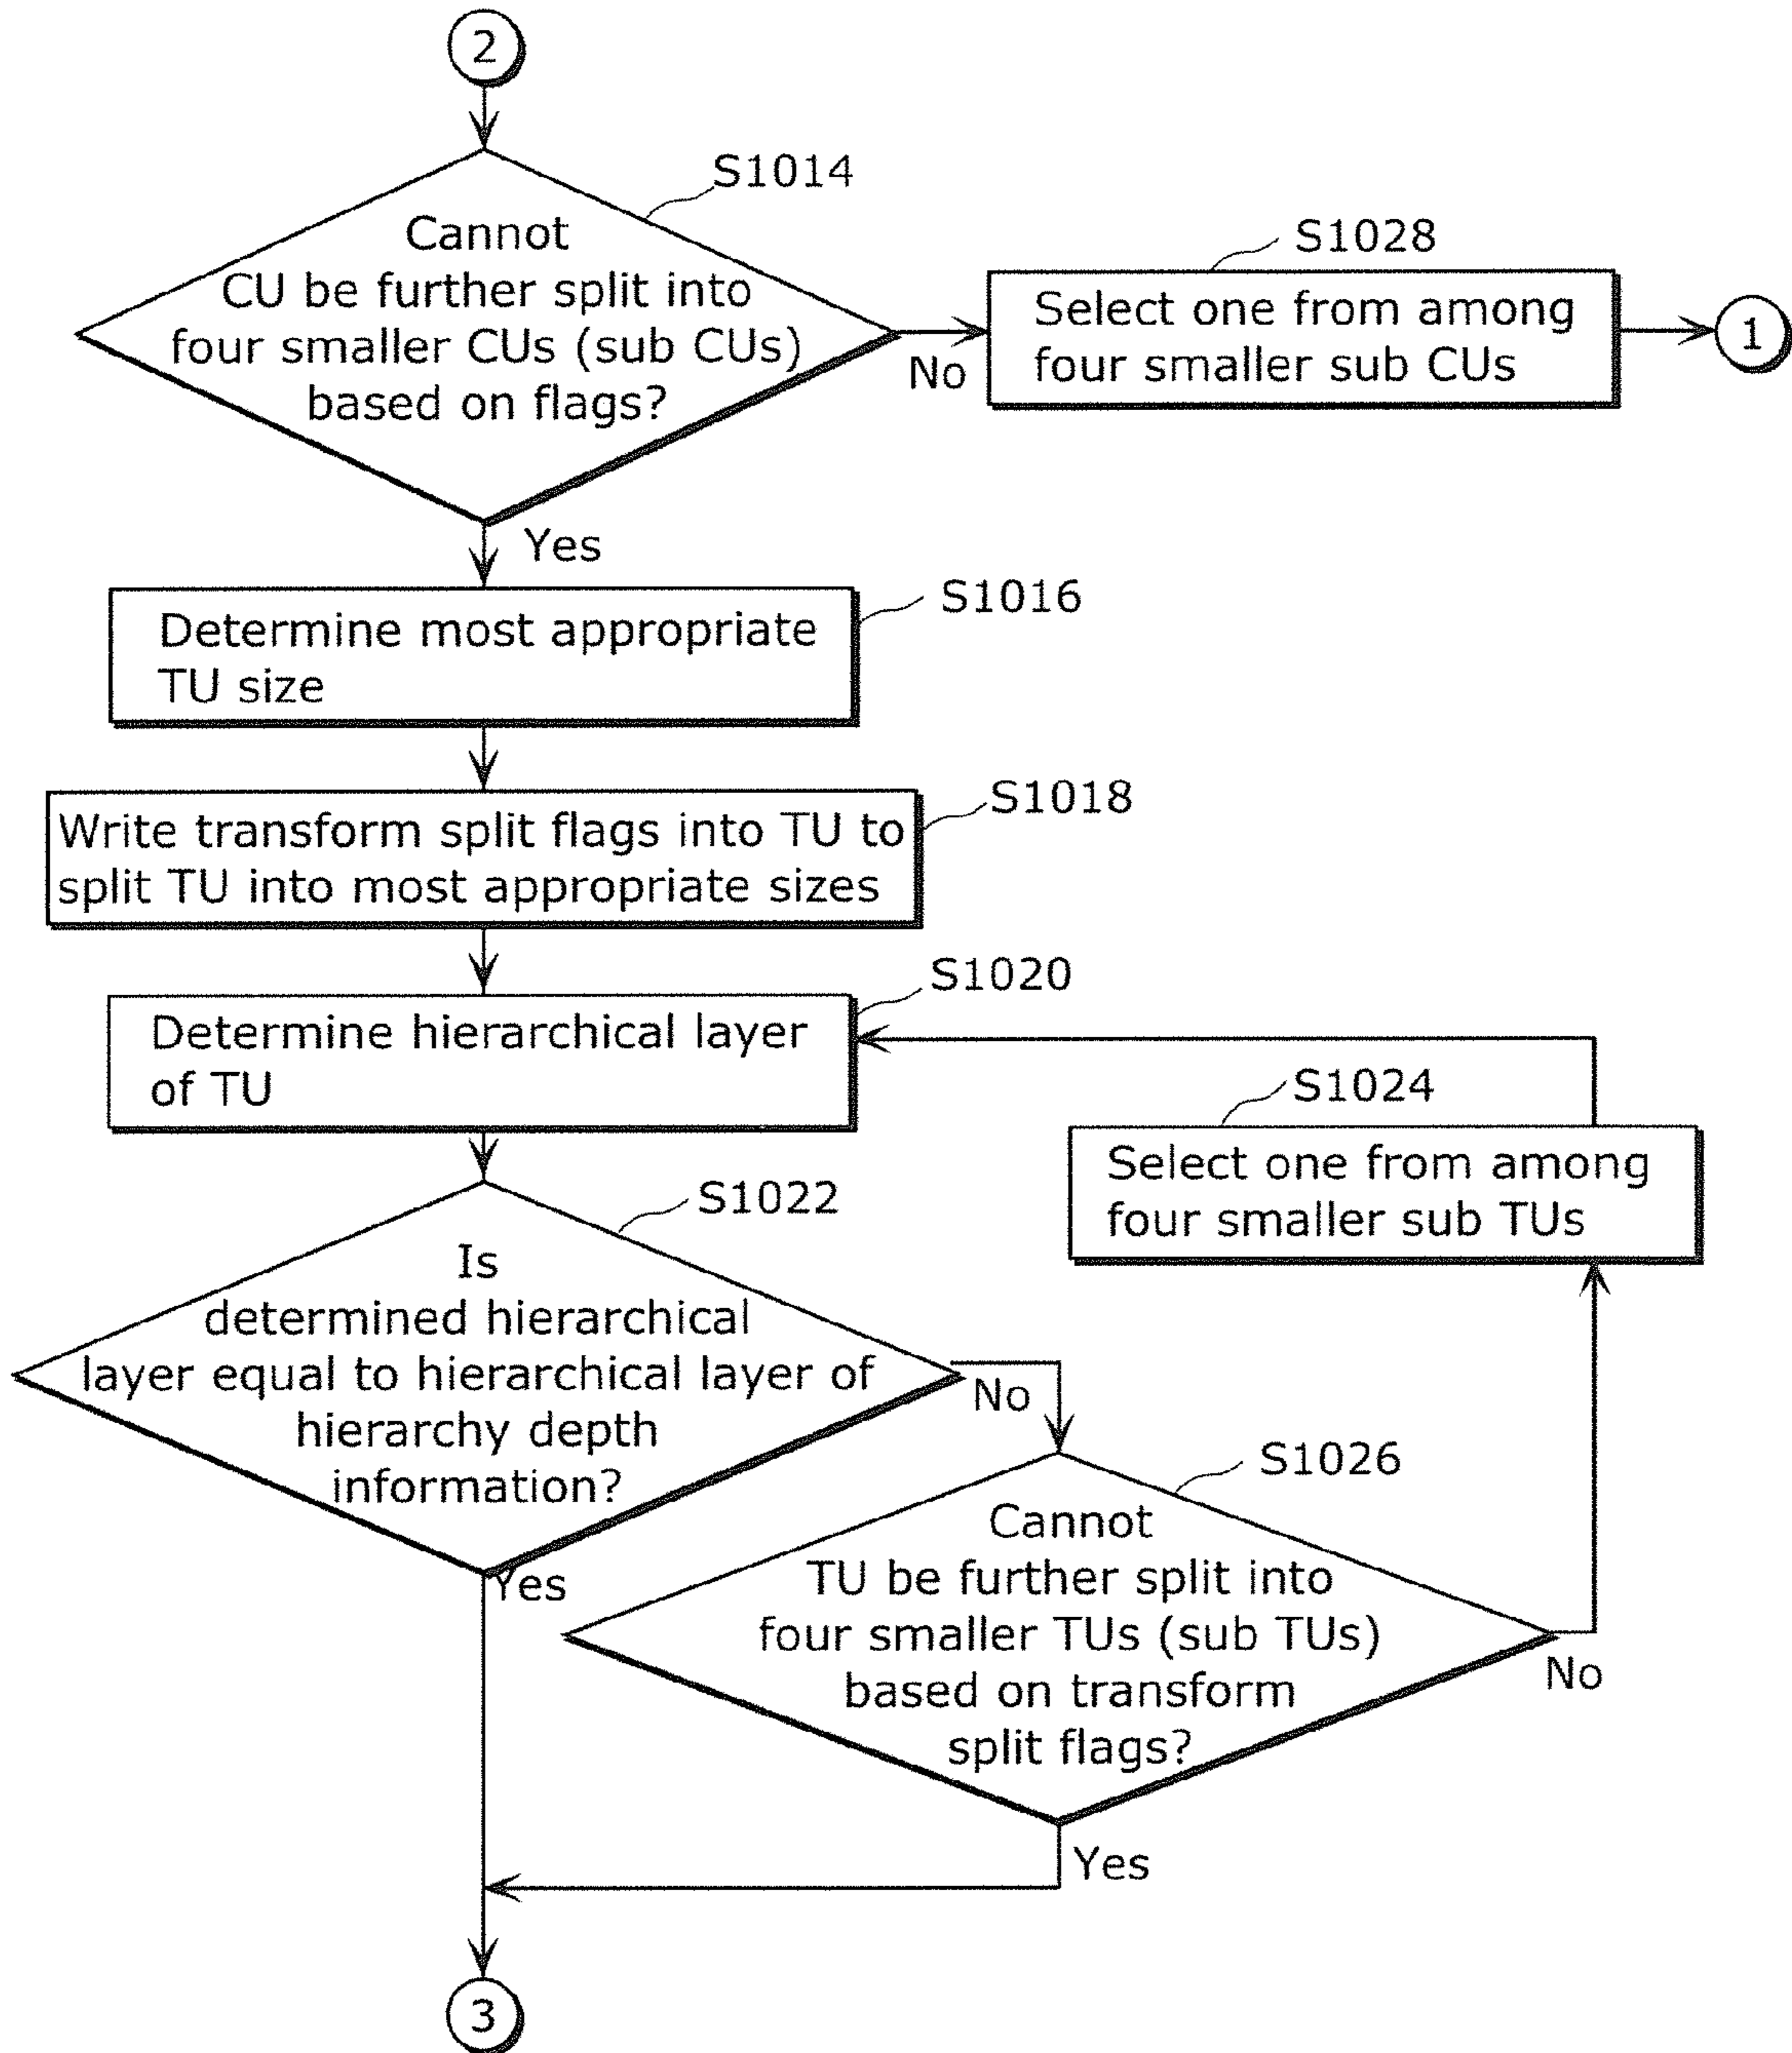 2
S1014
Cannot
CU be further split into
four smaller CUs (sub CUs)
based on flags?
No
Yes
S1028
Select one from among
four smaller sub CUs
1
S1016
Determine most appropriate
TU size
S1018
Write transform split flags into TU to
split TU into most appropriate sizes
S1020
Determine hierarchical layer
of TU
S1024
Select one from among
four smaller sub TUs
S1022
Is
determined hierarchical
layer equal to hierarchical layer of
hierarchy depth
information?
No
Yes
S1026
Cannot
TU be further split into
four smaller TUs (sub TUs)
based on transform
split flags?
No
Yes
3